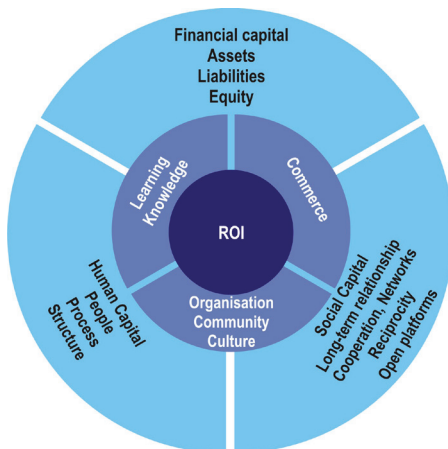 Financial capital
Assets
Liabilities
Equity
Learning
Knowledge
Commerce
ROI
Organisation
Community
Culture
Human Capital
People
Process
Structure
Social Capital
Long-term relationship
Cooperation, Networks
Reciprocity
Open platforms